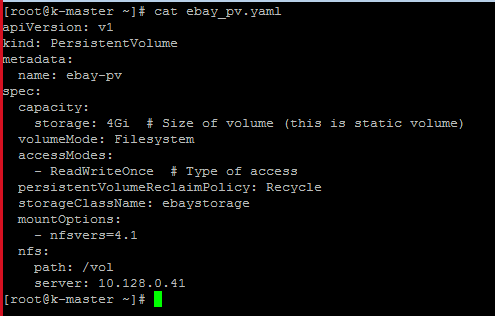 [root@k-master ~]# cat ebay_pv.yaml
apiVersion: v1
kind: PersistentVolume
metadata:
  name: ebay-pv
spec:
  capacity:
    storage: 4Gi  # Size of volume (this is static volume)
  volumeMode: Filesystem
  accessModes:
    - ReadWriteOnce  # Type of access
  persistentVolumeReclaimPolicy: Recycle
  storageClassName: ebaystorage
  mountOptions:
    - nfsvers=4.1
  nfs:
    path: /vol
    server: 10.128.0.41
[root@k-master ~]#